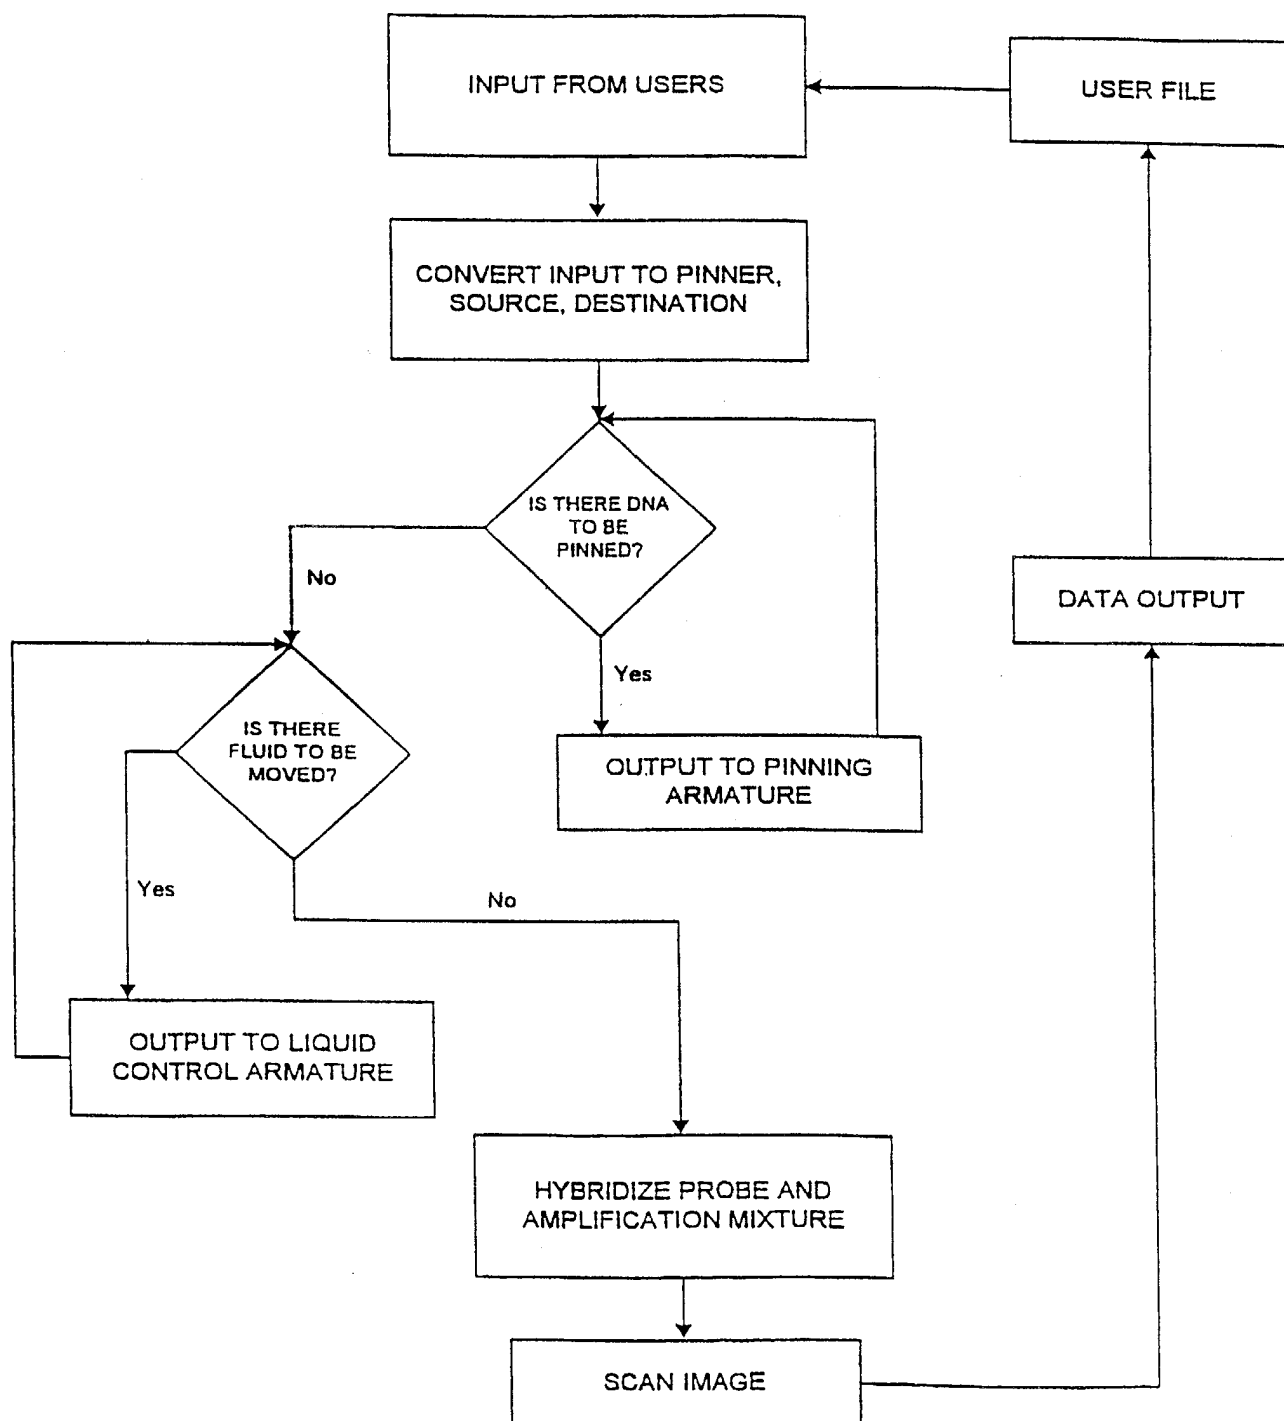 INPUT FROM USERS
USER FILE
CONVERT INPUT TO PINNER,
SOURCE, DESTINATION
IS THERE DNA
TO BE
PINNED?
No
Yes
DATA OUTPUT
IS THERE
FLUID TO BE
MOVED?
OUTPUT TO PINNING
ARMATURE
Yes
No
OUTPUT TO LIQUID
CONTROL ARMATURE
HYBRIDIZE PROBE AND
AMPLIFICATION MIXTURE
SCAN IMAGE